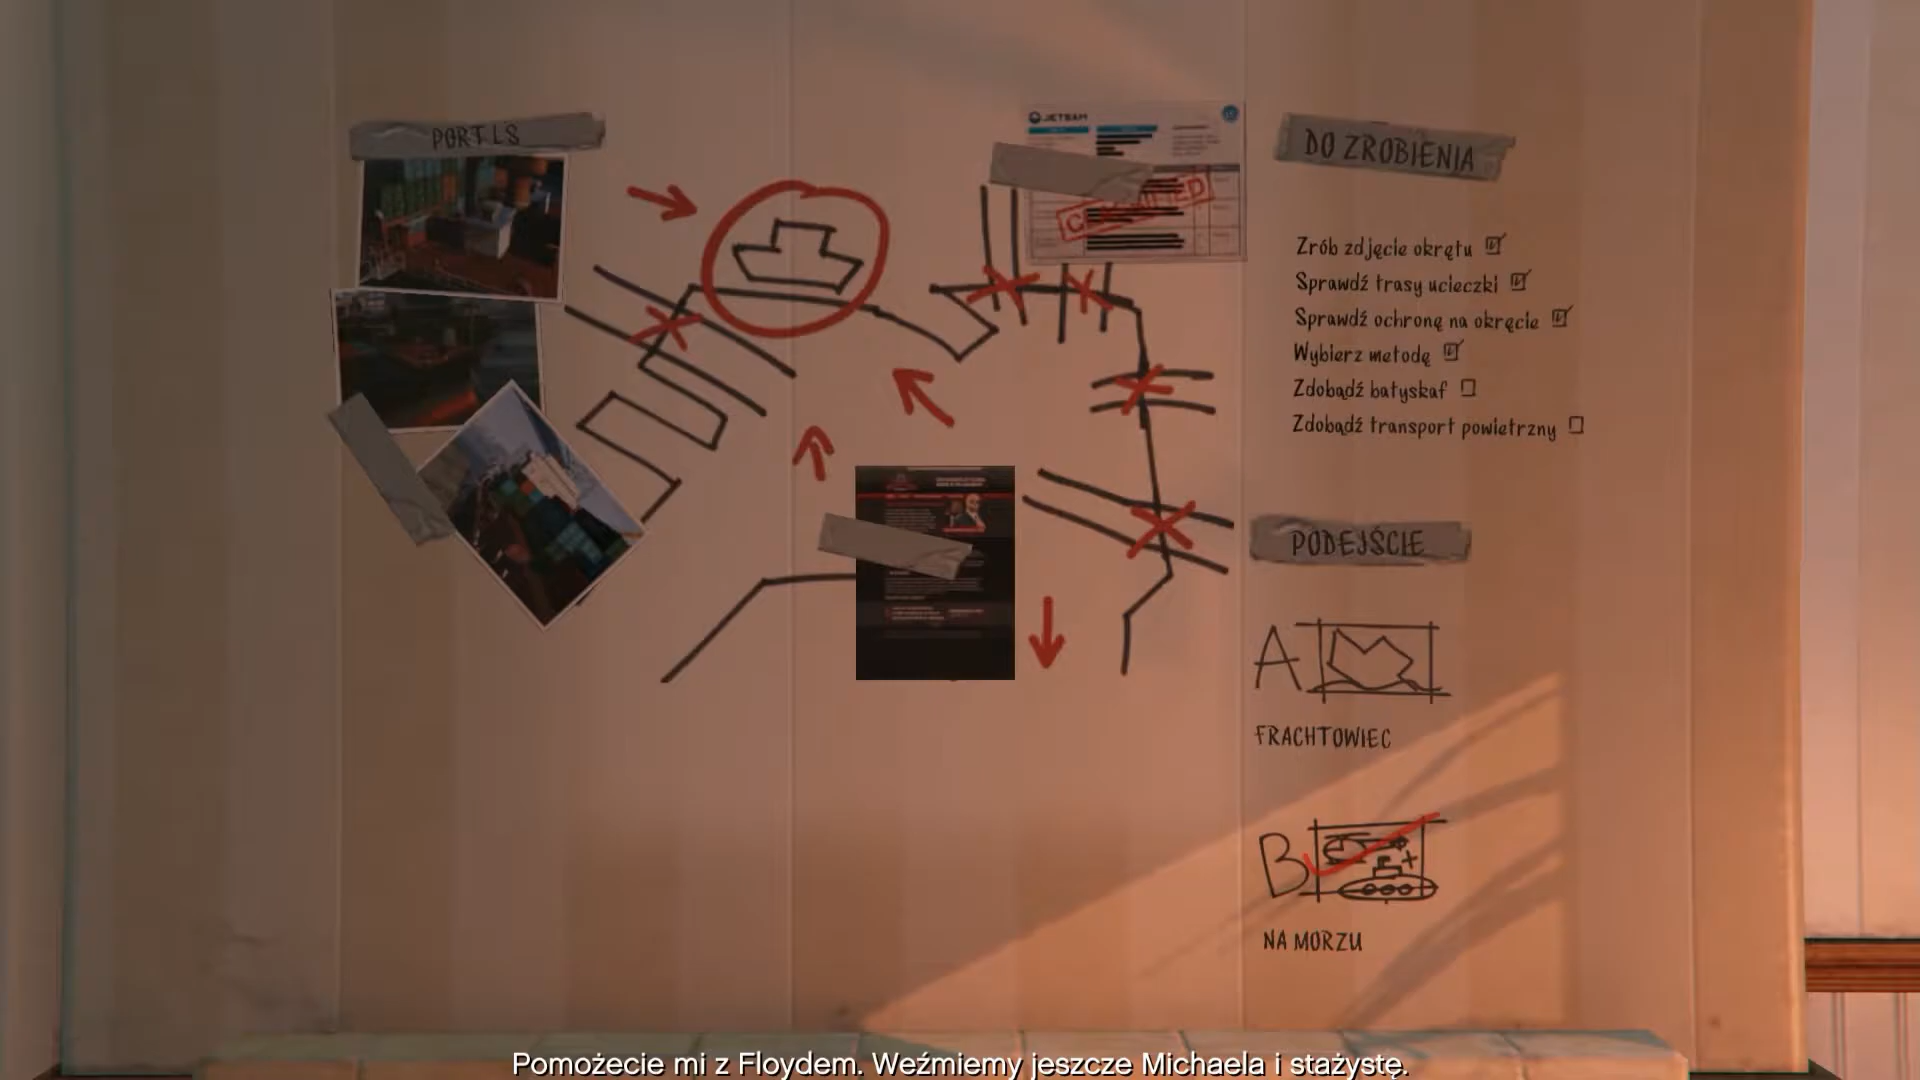 PORT LS
JETSAM
DO ZROBIENIA
Zrób zdjęcie okrętu
Sprawdź trasy ucieczki
Sprawdź ochronę na okręcie
Wybierz metodę
Zdobądź batyskaf
Zdobądź transport powietrzny
PODEJŚCIE
A
FRACHTOWIEC
B
NA MORZU
Pomożecie mi z Floydem. Weźmiemy jeszcze Michaela i stażystę.